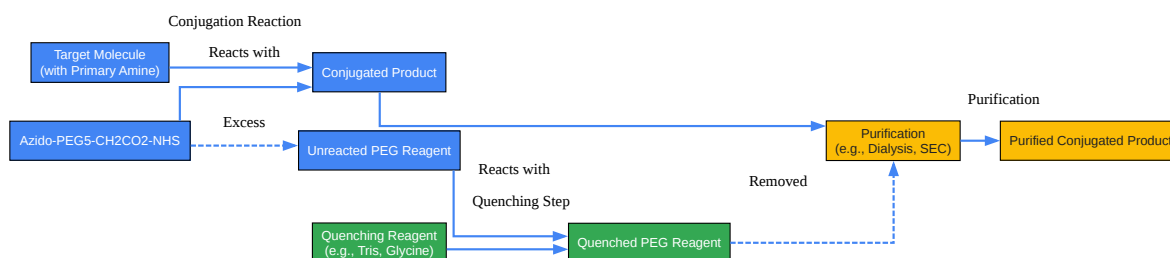 Conjugation Reaction
Target Molecule
(with Primary Amine)
Reacts with
Conjugated Product
Azido-PEG5-CH2CO2-NHS
Excess
Unreacted PEG Reagent
Purification
Purification
(e.g., Dialysis, SEC)
Purified Conjugated Product
Reacts with
Quenching Step
Removed
Quenching Reagent
(e.g., Tris, Glycine)
Quenched PEG Reagent